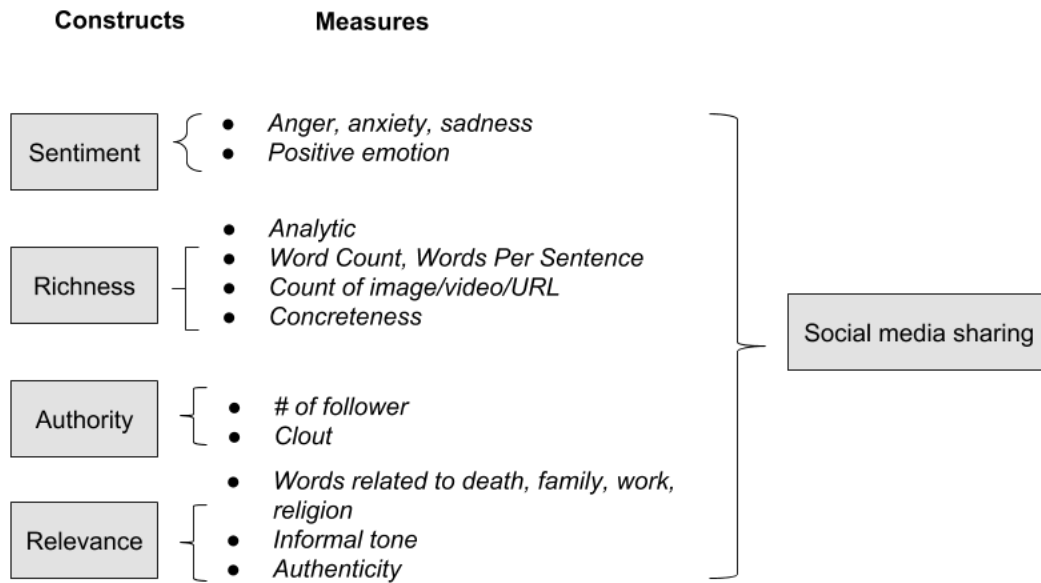 Constructs
Measures
Sentiment
● Anger, anxiety, sadness
● Positive emotion
Richness
● Analytic
● Word Count, Words Per Sentence
● Count of image/video/URL
● Concreteness
Authority
● # of follower
● Clout
Relevance
● Words related to death, family, work,
religion
● Informal tone
● Authenticity
Social media sharing